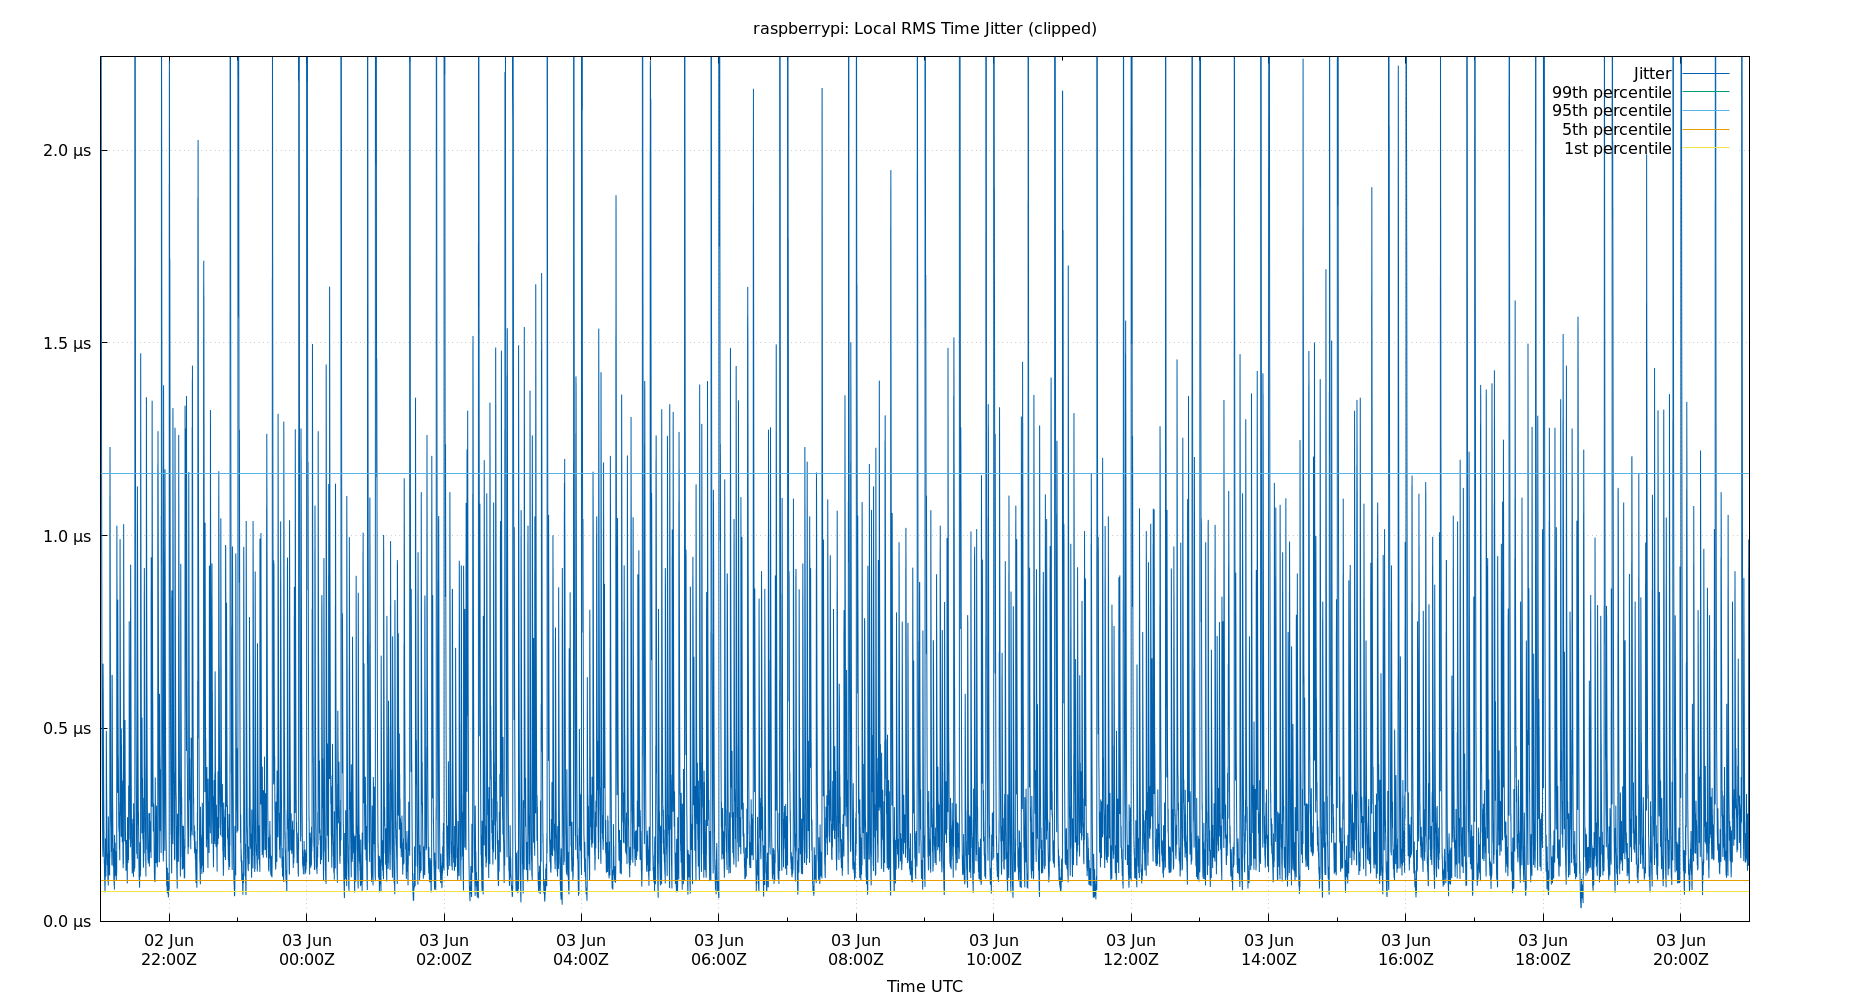 raspberrypi: Local RMS Time Jitter (clipped)
Jitter
99th percentile
95th percentile
5th percentile
1st percentile
2.0 µs
1.5 µs
1.0 µs
0.5 µs
0.0 µs
02 Jun 03 Jun 03 Jun 03 Jun 03 Jun 03 Jun 03 Jun 03 Jun 03 Jun 03 Jun 03 Jun 03 Jun
22:00Z 00:00Z 02:00Z 04:00Z 06:00Z 08:00Z 10:00Z 12:00Z 14:00Z 16:00Z 18:00Z 20:00Z
Time UTC